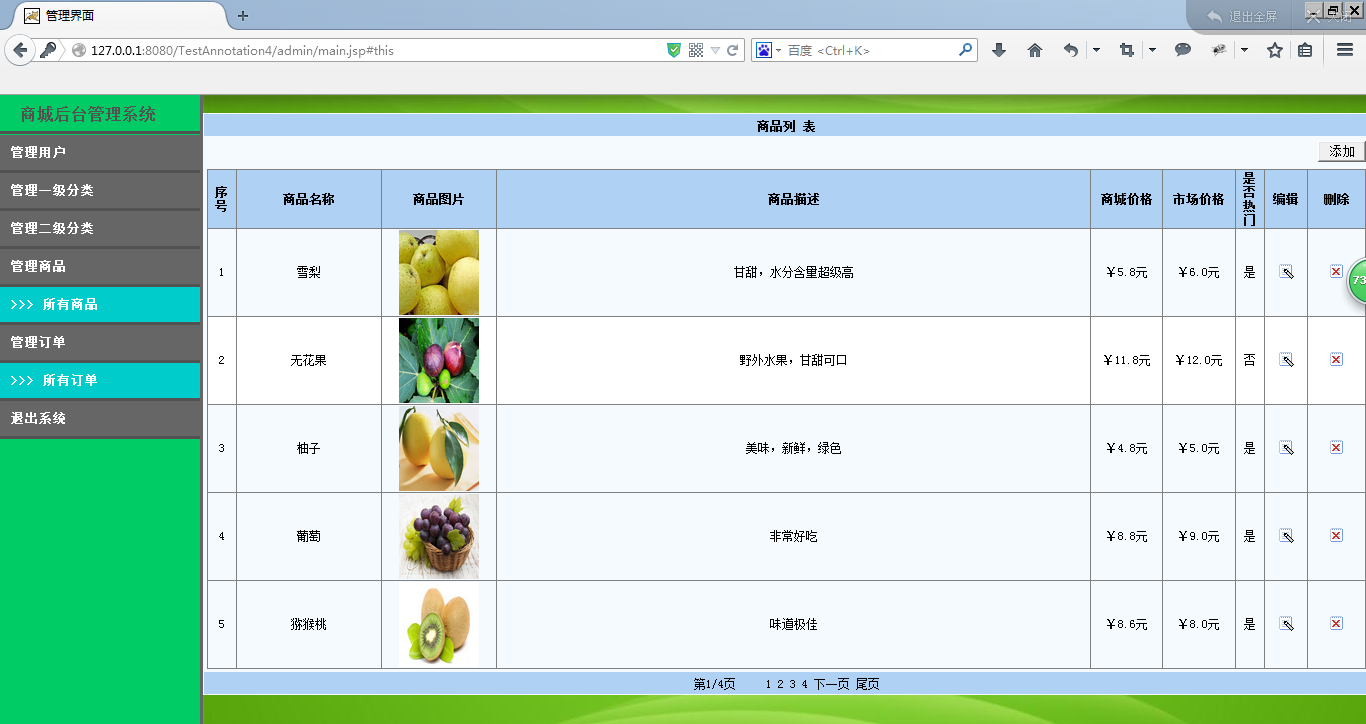 管理界面
退出全屏
关闭
127.0.0.1:8080/TestAnnotation4/admin/main.jsp#this
百度 <Ctrl+K>
商城后台管理系统
管理用户
管理一级分类
管理二级分类
管理商品
>>> 所有商品
管理订单
>>> 所有订单
退出系统
商品列 表
添加
序号 商品名称 商品图片 商品描述 商城价格 市场价格 是否热门 编辑 删除
1 雪梨 甘甜，水分含量超级高 ￥5.8元 ￥6.0元 是
73
2 无花果 野外水果，甘甜可口 ￥11.8元 ￥12.0元 否
3 柚子 美味，新鲜，绿色 ￥4.8元 ￥5.0元 是
4 葡萄 非常好吃 ￥8.8元 ￥9.0元 是
5 猕猴桃 味道极佳 ￥8.6元 ￥8.0元 是
第1/4页 1 2 3 4 下一页 尾页